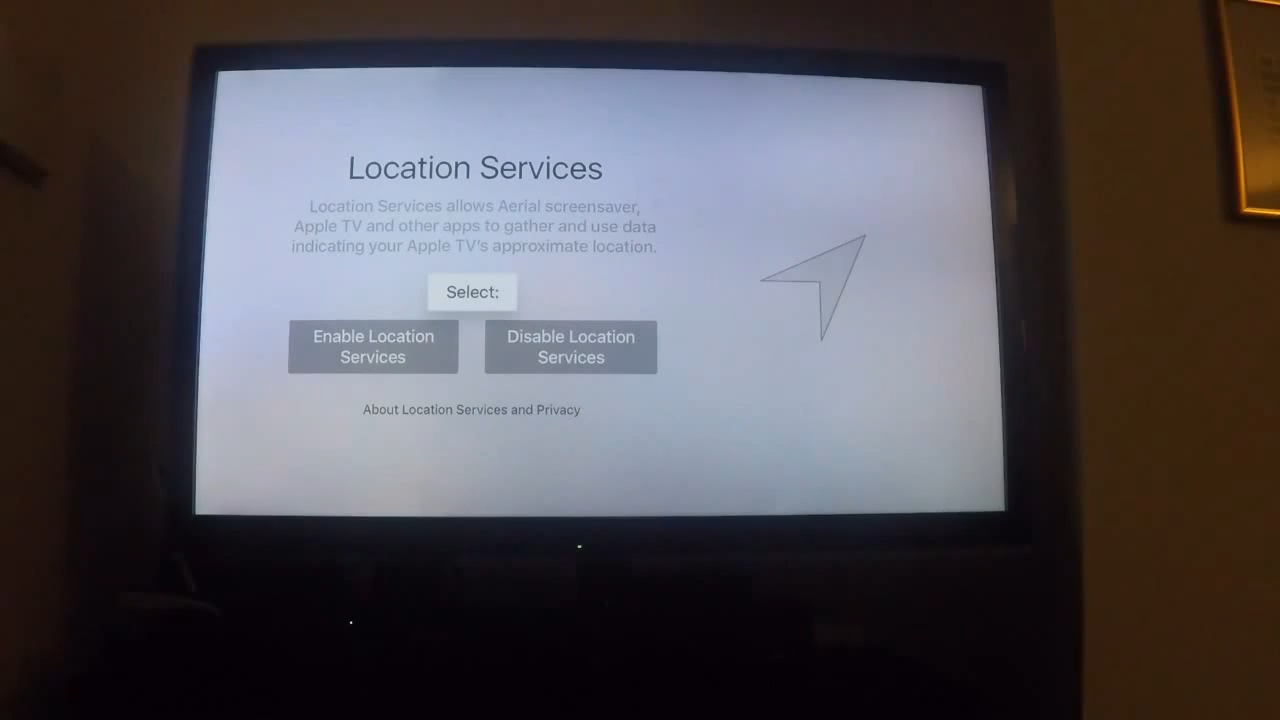 Location Services
Location Services allows Aerial screensaver,
Apple TV and other apps to gather and use data
indicating your Apple TV's approximate location.
Select:
Enable Location
Services
Disable Location
Services
About Location Services and Privacy